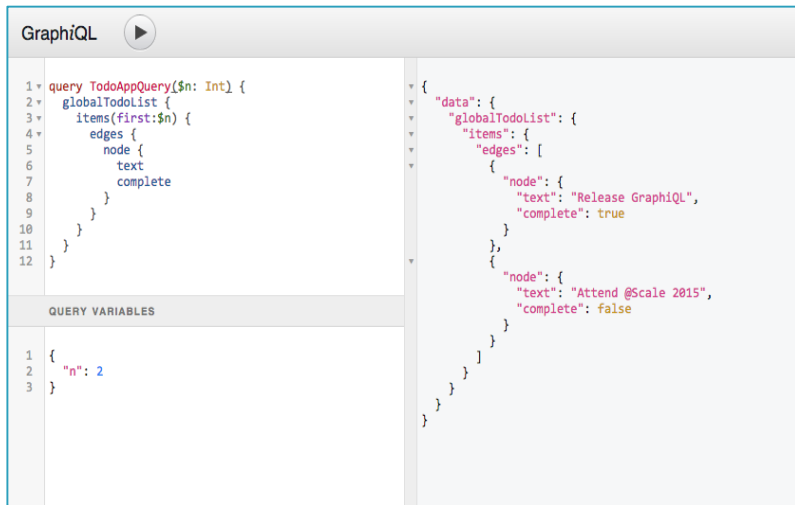 GraphiQL
1 query TodoAppQuery($n: Int) {
2 globalTodoList {
3 items(first:$n) {
4 edges {
5 node {
6 text
7 complete
8 }
9 }
10 }
11 }
12 }
QUERY VARIABLES
1 {
2 "n": 2
3 }
{
"data": {
"globalTodoList": {
"items": {
"edges": [
{
"node": {
"text": "Release GraphiQL",
"complete": true
}
},
{
"node": {
"text": "Attend @Scale 2015",
"complete": false
}
}
]
}
}
}
}